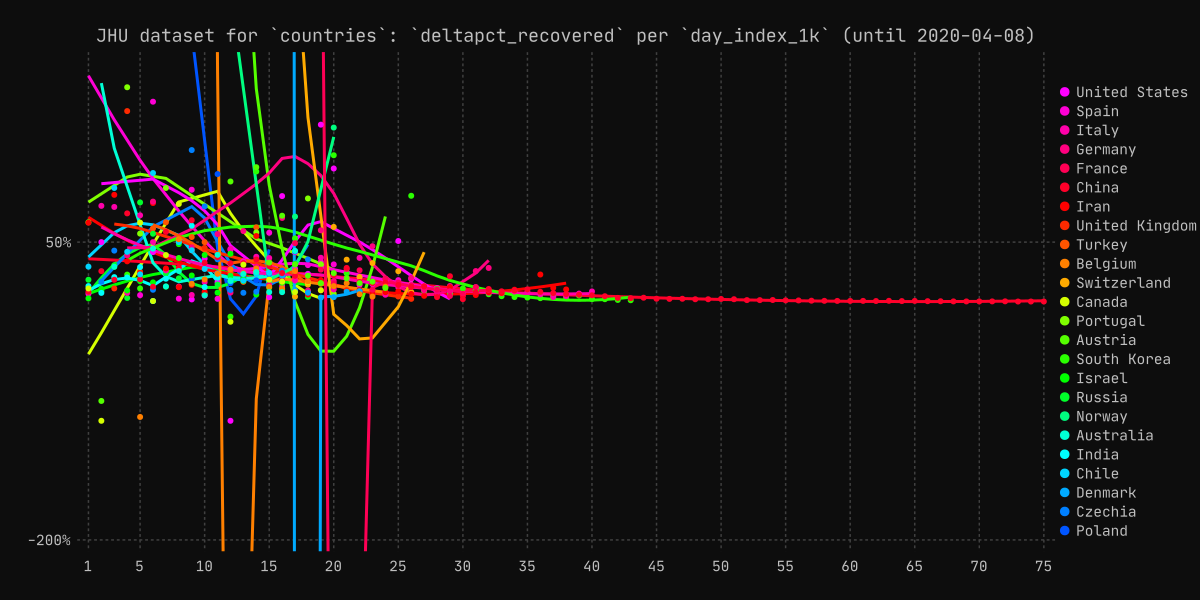 JHU dataset for `countries`: `deltapct_recovered` per `day_index_1k` (until 2020-04-08)
United States
Spain
Italy
Germany
France
China
Iran
United Kingdom
Turkey
Belgium
Switzerland
Canada
Portugal
Austria
South Korea
Israel
Russia
Norway
Australia
India
Chile
Denmark
Czechia
Poland
50%
-200%
1 5 10 15 20 25 30 35 40 45 50 55 60 65 70 75